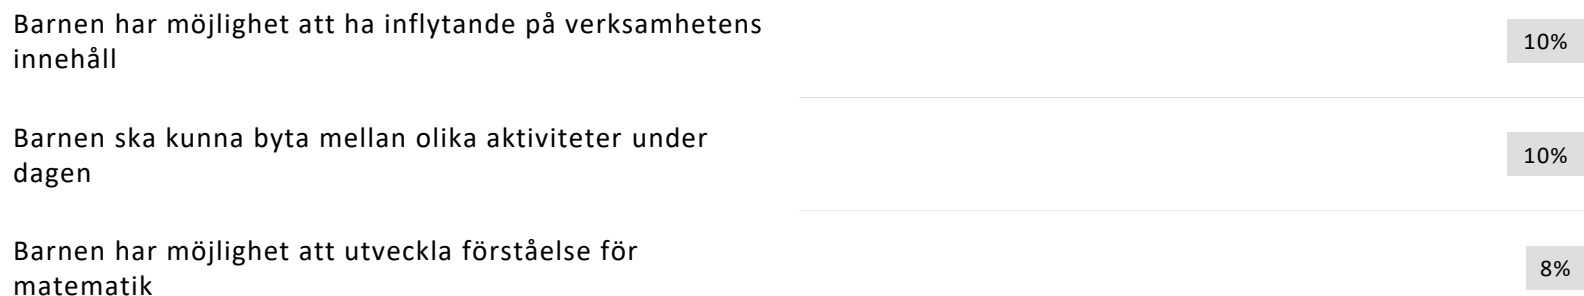 Barnen har möjlighet att ha inflytande på verksamhetens
innehåll
10%
Barnen ska kunna byta mellan olika aktiviteter under
dagen
10%
Barnen har möjlighet att utveckla förståelse för
matematik
8%